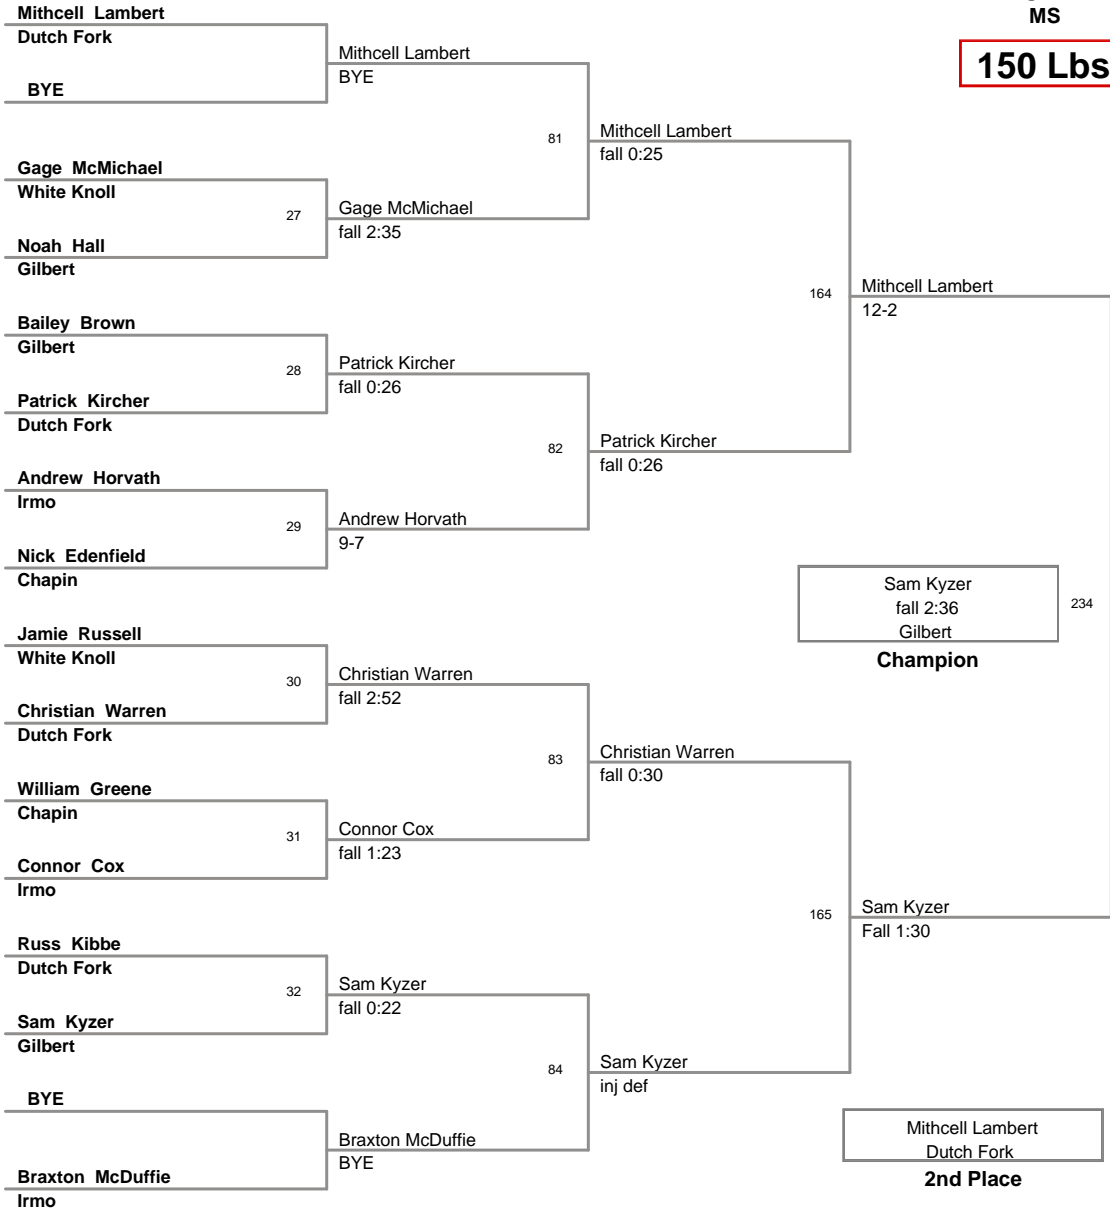 MS
150 Lbs
Mithcell Lambert
Dutch Fork
BYE
Mithcell Lambert
BYE
Gage McMichael
White Knoll
27
Noah Hall
Gilbert
Gage McMichael
fall 2:35
81
Mithcell Lambert
fall 0:25
Bailey Brown
Gilbert
28
Patrick Kircher
Dutch Fork
Patrick Kircher
fall 0:26
Andrew Horvath
Irmo
29
Nick Edenfield
Chapin
Andrew Horvath
9-7
82
Patrick Kircher
fall 0:26
164
Mithcell Lambert
12-2
Jamie Russell
White Knoll
30
Christian Warren
Dutch Fork
Christian Warren
fall 2:52
William Greene
Chapin
31
Connor Cox
Irmo
Connor Cox
fall 1:23
83
Christian Warren
fall 0:30
Russ Kibbe
Dutch Fork
32
Sam Kyzer
Gilbert
Sam Kyzer
fall 0:22
BYE
Braxton McDuffie
Irmo
Braxton McDuffie
BYE
84
Sam Kyzer
inj def
165
Sam Kyzer
Fall 1:30
Sam Kyzer
fall 2:36
Gilbert
234
Champion
Mithcell Lambert
Dutch Fork
2nd Place